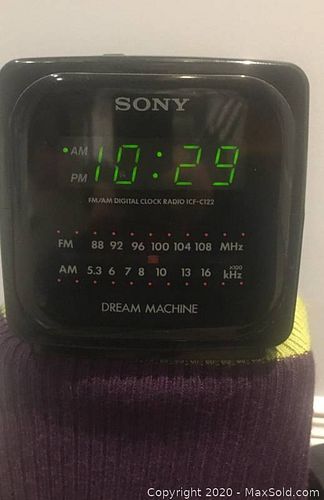 SONY
AM 10:29
PM
FM/AM DIGITAL CLOCK RADIO ICF-C122
FM 88 92 96 100 104 108 MHz
AM 5.3 6 7 8 10 13 16 x100 kHz
DREAM MACHINE
Copyright © 2020 - MaxSold.com